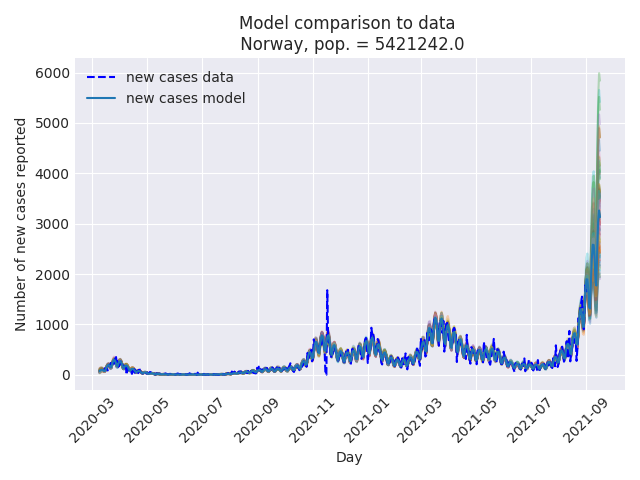 Model comparison to data
Norway, pop. = 5421242.0
new cases data
new cases model
Number of new cases reported
6000
5000
4000
3000
2000
1000
0
2020-03
2020-05
2020-07
2020-09
2020-11
2021-01
2021-03
2021-05
2021-07
2021-09
Day